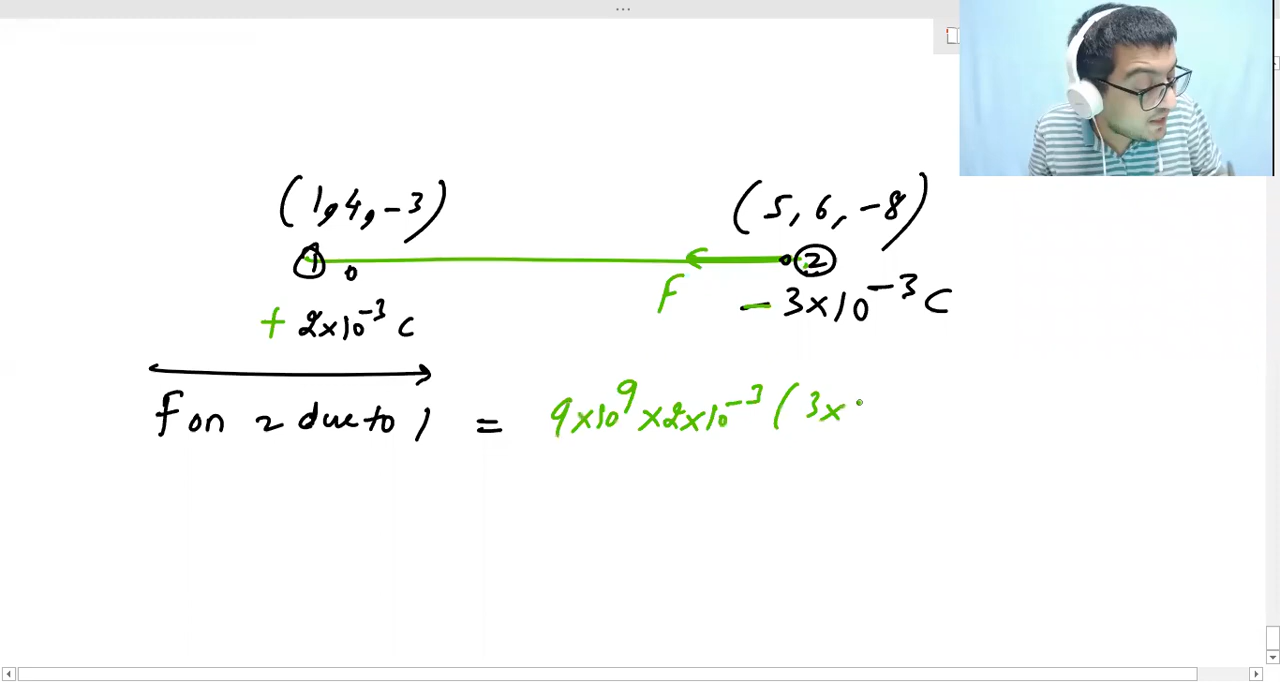 (1, 4, -3) (5, 6, -8)
1 2
F
+ 2×10⁻³ C - 3×10⁻³ C
F on 2 due to 1 = 9×10⁹ ×2×10⁻³ ( 3×